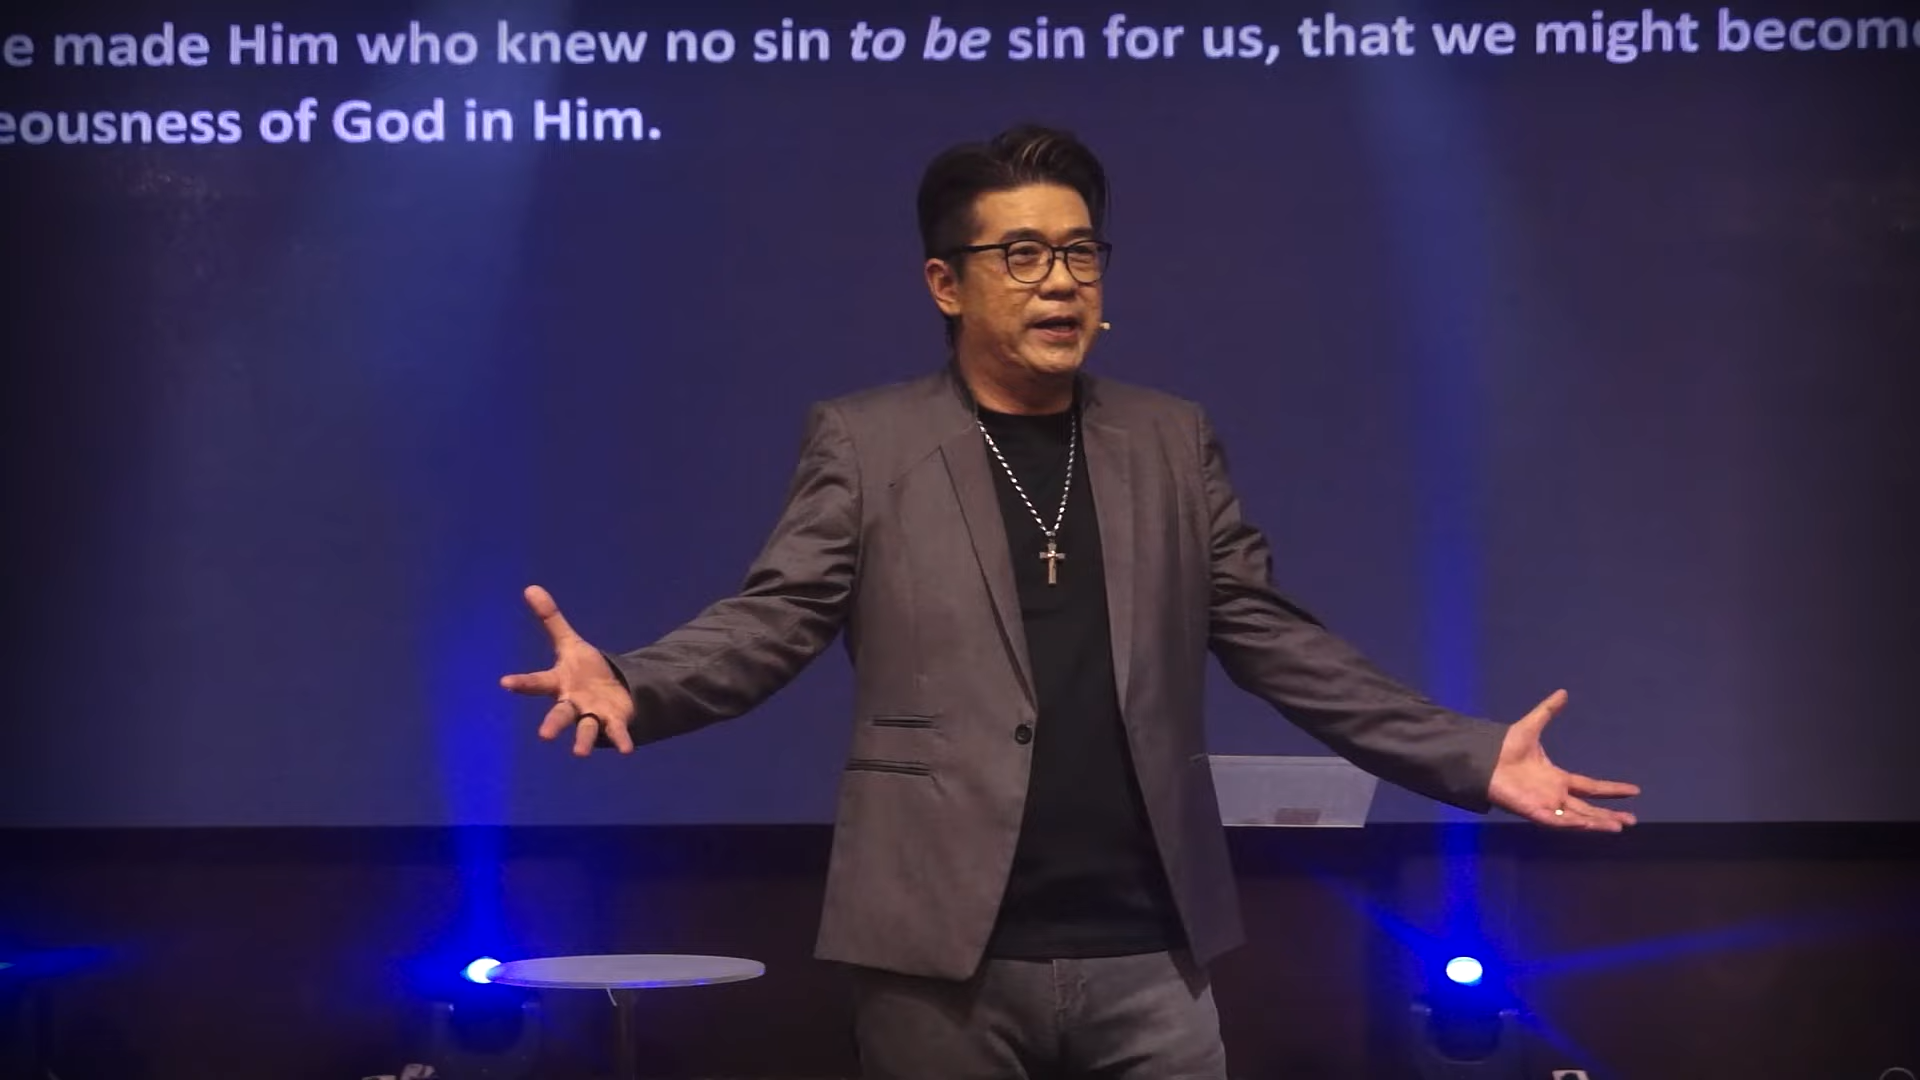 e made Him who knew no sin to be sin for us, that we might become
eousness of God in Him.